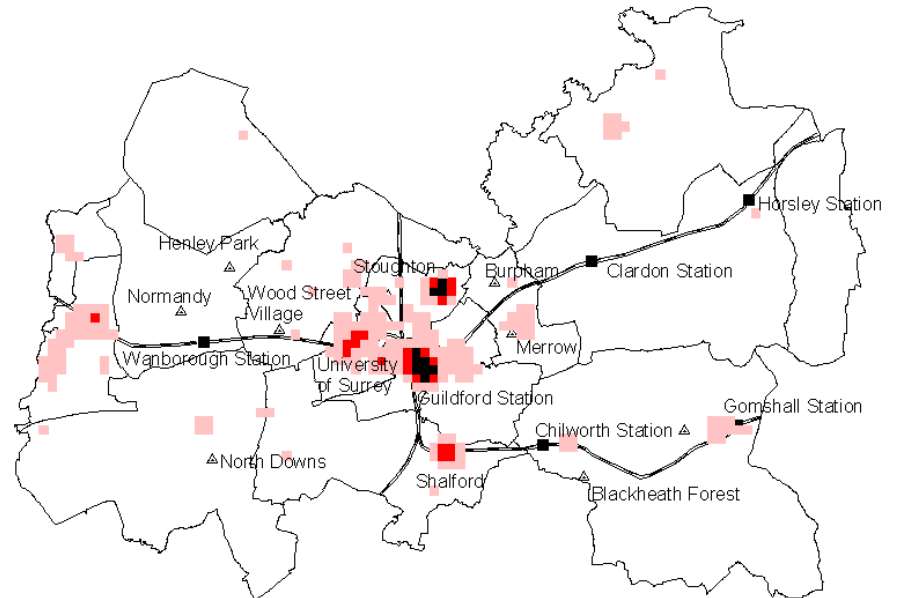 Horsley Station
Henley Park
Stoughton
Burpham
Clardon Station
Normandy
Wood Street
Village
Wanborough Station
University
of Surrey
Merrow
Guildford Station
Gomshall Station
Chilworth Station
North Downs
Shalford
Blackheath Forest